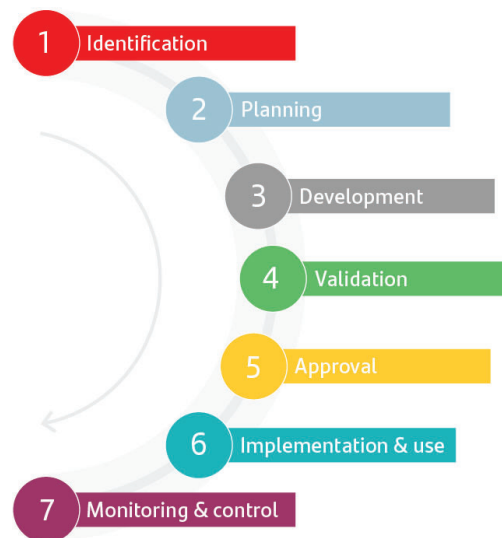 1 Identification
2 Planning
3 Development
4 Validation
5 Approval
6 Implementation & use
7 Monitoring & control